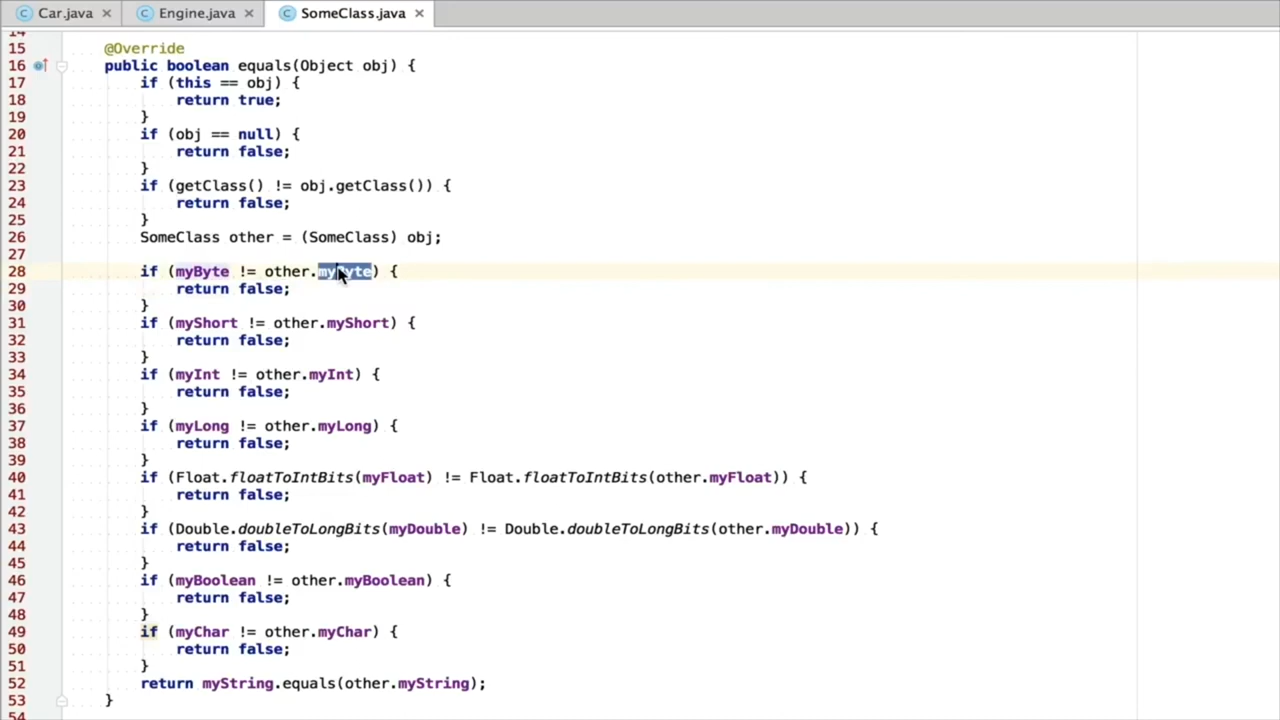 Car.java
Engine.java
SomeClass.java
14
15 @Override
16 public boolean equals(Object obj) {
17 if (this == obj) {
18 return true;
19 }
20 if (obj == null) {
21 return false;
22 }
23 if (getClass() != obj.getClass()) {
24 return false;
25 }
26 SomeClass other = (SomeClass) obj;
27
28 if (myByte != other.myByte) {
29 return false;
30 }
31 if (myShort != other.myShort) {
32 return false;
33 }
34 if (myInt != other.myInt) {
35 return false;
36 }
37 if (myLong != other.myLong) {
38 return false;
39 }
40 if (Float.floatToIntBits(myFloat) != Float.floatToIntBits(other.myFloat)) {
41 return false;
42 }
43 if (Double.doubleToLongBits(myDouble) != Double.doubleToLongBits(other.myDouble)) {
44 return false;
45 }
46 if (myBoolean != other.myBoolean) {
47 return false;
48 }
49 if (myChar != other.myChar) {
50 return false;
51 }
52 return myString.equals(other.myString);
53 }
54